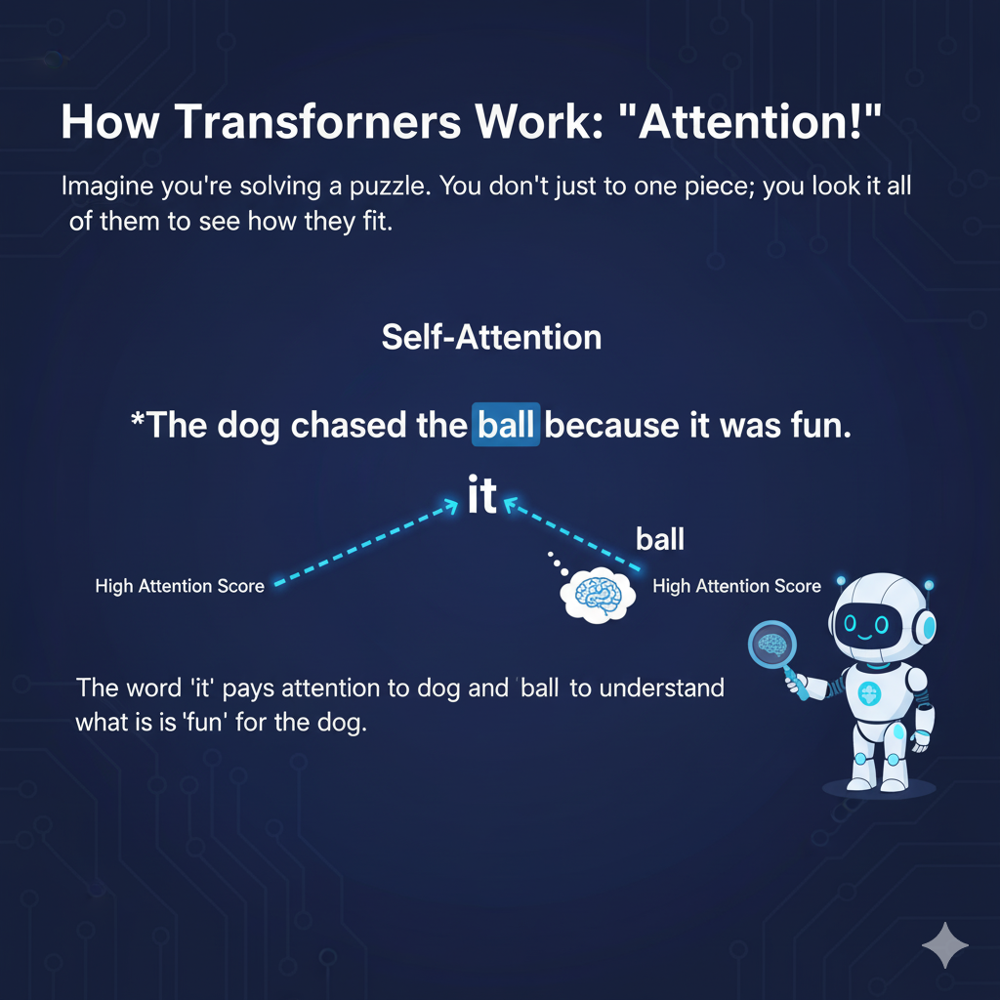 How Transforners Work: "Attention!"
Imagine you're solving a puzzle. You don't just to one piece; you look it all
of them to see how they fit.
Self-Attention
*The dog chased the ball because it was fun.
it
ball
High Attention Score
High Attention Score
The word 'it' pays attention to dog and 'ball to understand
what is is 'fun' for the dog.